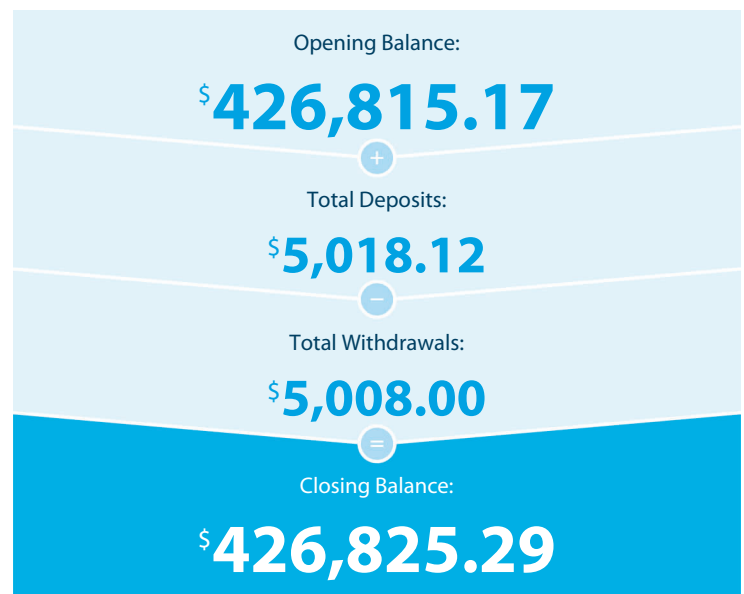 Opening Balance:
$426,815.17
+
Total Deposits:
$5,018.12
−
Total Withdrawals:
$5,008.00
=
Closing Balance:
$426,825.29